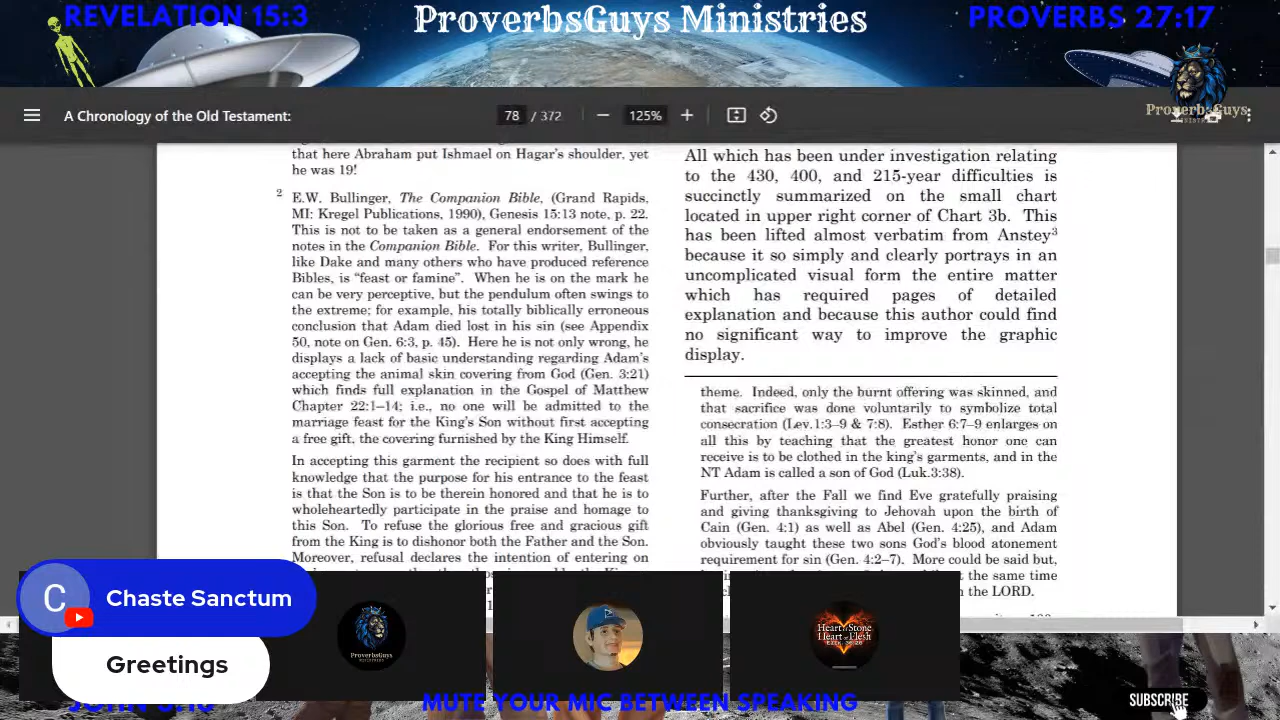 REVELATION 15:3
ProverbsGuys Ministries
PROVERBS 27:17
ProverbsGuys
A Chronology of the Old Testament:
78 / 372
125%
that here Abraham put Ishmael on Hagar's shoulder, yet
he was 19!
2 E.W. Bullinger, The Companion Bible, (Grand Rapids,
MI: Kregel Publications, 1990), Genesis 15:13 note, p. 22.
This is not to be taken as a general endorsement of the
notes in the Companion Bible. For this writer, Bullinger,
like Dake and many others who have produced reference
Bibles, is "feast or famine". When he is on the mark he
can be very perceptive, but the pendulum often swings to
the extreme; for example, his totally biblically erroneous
conclusion that Adam died lost in his sin (see Appendix
50, note on Gen. 6:3, p. 45). Here he is not only wrong, he
displays a lack of basic understanding regarding Adam's
accepting the animal skin covering from God (Gen. 3:21)
which finds full explanation in the Gospel of Matthew
Chapter 22:1–14; i.e., no one will be admitted to the
marriage feast for the King's Son without first accepting
a free gift, the covering furnished by the King Himself.
In accepting this garment the recipient so does with full
knowledge that the purpose for his entrance to the feast
is that the Son is to be therein honored and that he is to
wholeheartedly participate in the praise and homage to
this Son. To refuse the glorious free and gracious gift
from the King is to dishonor both the Father and the Son.
Moreover, refusal declares the intention of entering on
All which has been under investigation relating
to the 430, 400, and 215-year difficulties is
succinctly summarized on the small chart
located in upper right corner of Chart 3b. This
has been lifted almost verbatim from Anstey3
because it so simply and clearly portrays in an
uncomplicated visual form the entire matter
which has required pages of detailed
explanation and because this author could find
no significant way to improve the graphic
display.
theme. Indeed, only the burnt offering was skinned, and
that sacrifice was done voluntarily to symbolize total
consecration (Lev.1:3–9 & 7:8). Esther 6:7–9 enlarges on
all this by teaching that the greatest honor one can
receive is to be clothed in the king's garments, and in the
NT Adam is called a son of God (Luk.3:38).
Further, after the Fall we find Eve gratefully praising
and giving thanksgiving to Jehovah upon the birth of
Cain (Gen. 4:1) as well as Abel (Gen. 4:25), and Adam
obviously taught these two sons God's blood atonement
requirement for sin (Gen. 4:2–7). More could be said but,
the same time
the LORD.
C
Chaste Sanctum
Greetings
ProverbsGuys
MINISTRIES
Heart of Stone
Heart of Flesh
EZEK 36:26
MUTE YOUR MIC BETWEEN SPEAKING
SUBSCRIBE